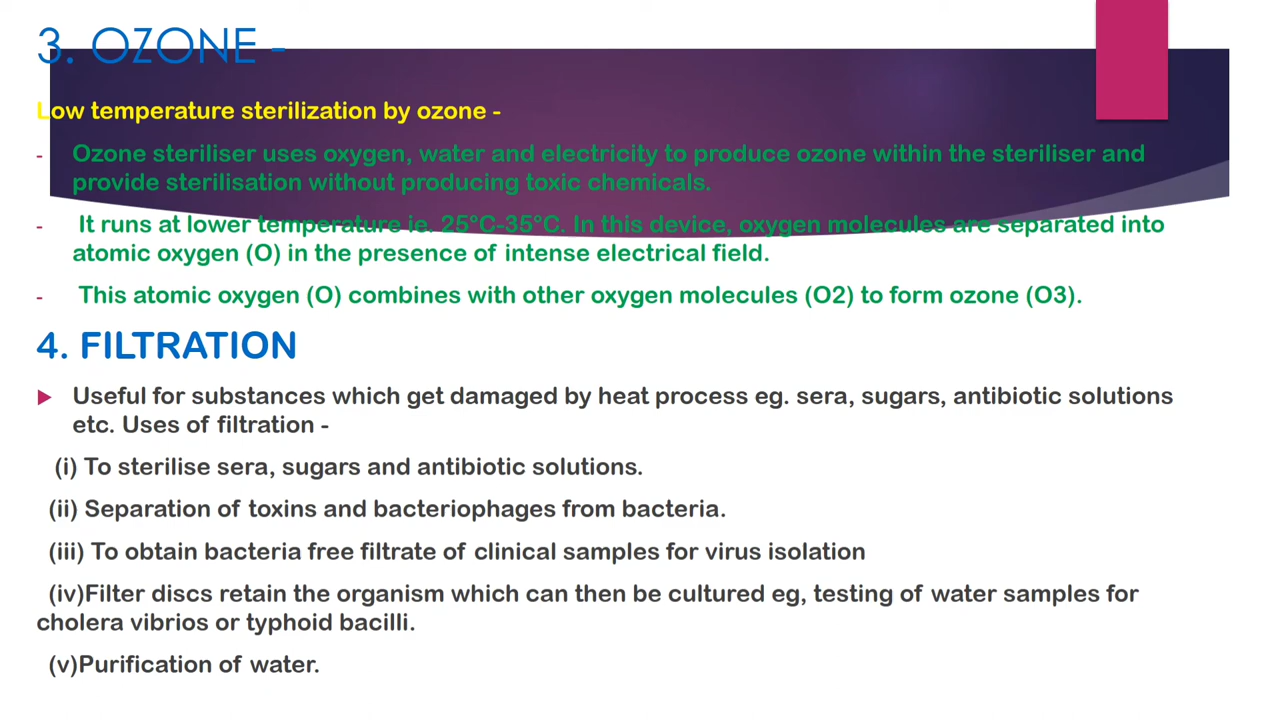 3. OZONE -
Low temperature sterilization by ozone -
- Ozone steriliser uses oxygen, water and electricity to produce ozone within the steriliser and
provide sterilisation without producing toxic chemicals.
- It runs at lower temperature ie. 25°C-35°C. In this device, oxygen molecules are separated into
atomic oxygen (O) in the presence of intense electrical field.
- This atomic oxygen (O) combines with other oxygen molecules (O2) to form ozone (O3).
4. FILTRATION
Useful for substances which get damaged by heat process eg. sera, sugars, antibiotic solutions
etc. Uses of filtration -
(i) To sterilise sera, sugars and antibiotic solutions.
(ii) Separation of toxins and bacteriophages from bacteria.
(iii) To obtain bacteria free filtrate of clinical samples for virus isolation
(iv)Filter discs retain the organism which can then be cultured eg, testing of water samples for
cholera vibrios or typhoid bacilli.
(v)Purification of water.